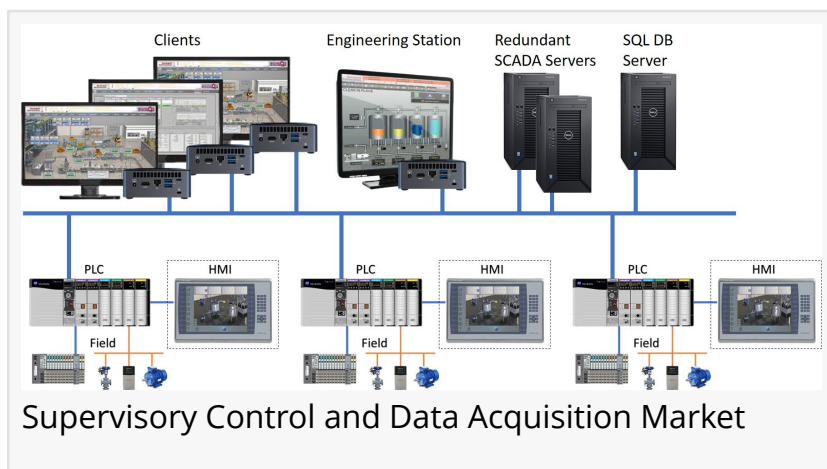 Clients
Engineering Station
Redundant
SCADA Servers
SQL DB
Server
PLC
HMI
PLC
HMI
PLC
HMI
Field
Field
Field
Supervisory Control and Data Acquisition Market